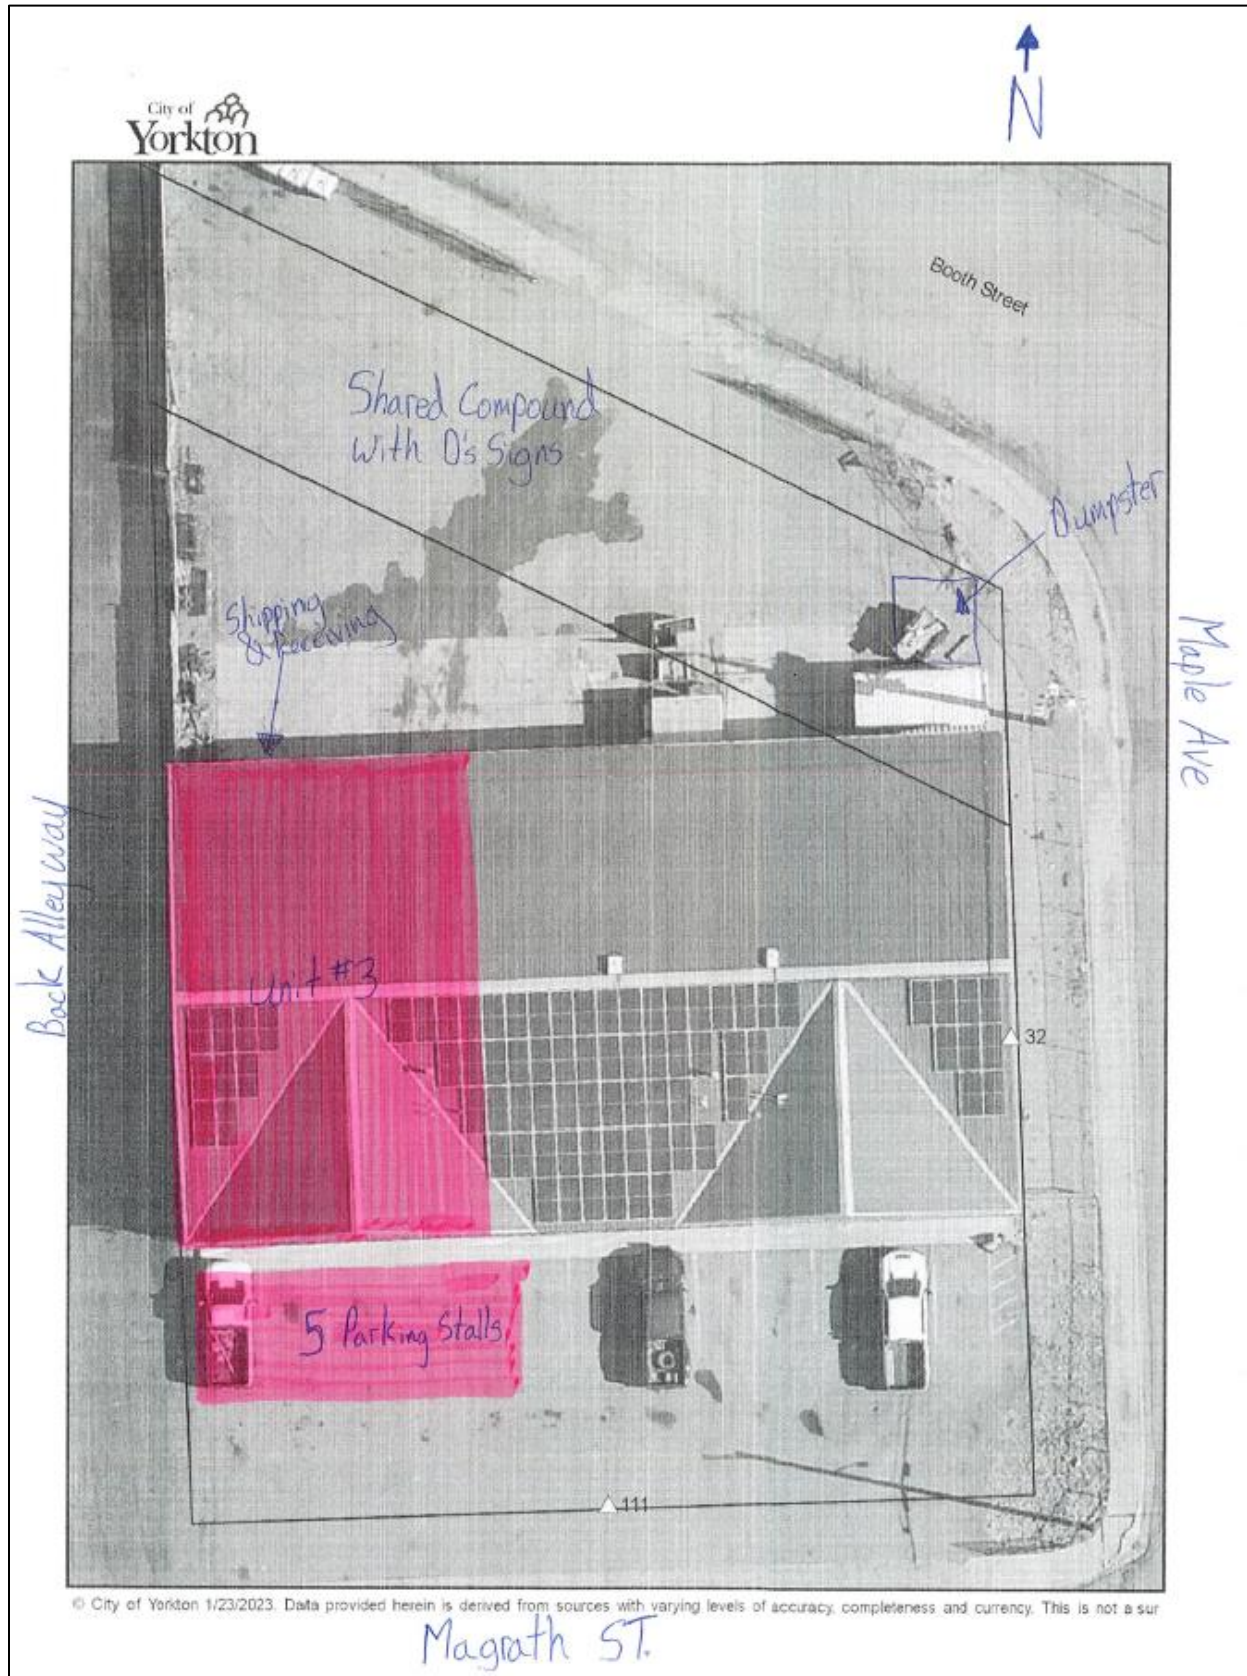 N
City of
Yorkton
Booth Street
Shared Compound
With D's Signs
Dumpster
Shipping
& Receiving
Maple Ave
Back Alleyway
Unit #3
32
5 Parking Stalls
111
© City of Yorkton 1/23/2023. Data provided herein is derived from sources with varying levels of accuracy, completeness and currency. This is not a sur
Magrath ST.